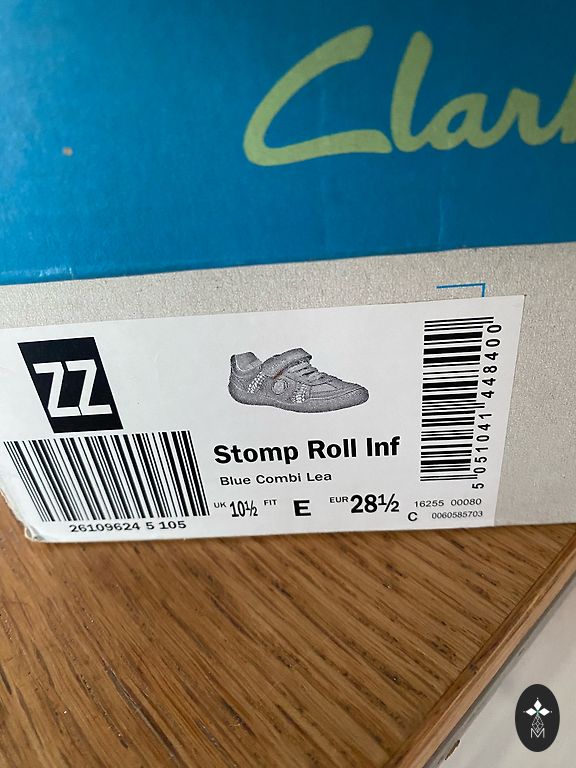 Clark
ZZ
Stomp Roll Inf
Blue Combi Lea
UK 10½ FIT E EUR 28½
26109624 5 105
16255 00080
C 0060585703
5 051041 448400
M